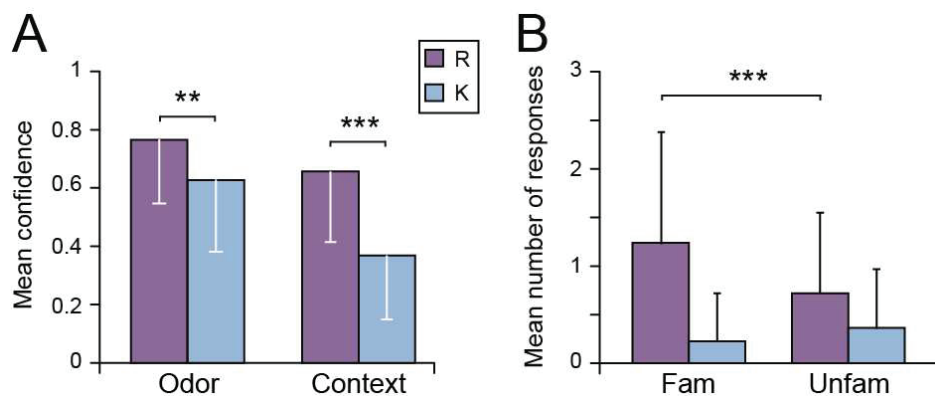 A
R
K
Mean confidence
1
0.8
0.6
0.4
0.2
0
**
***
Odor
Context
B
Mean number of responses
3
2
1
0
***
Fam
Unfam